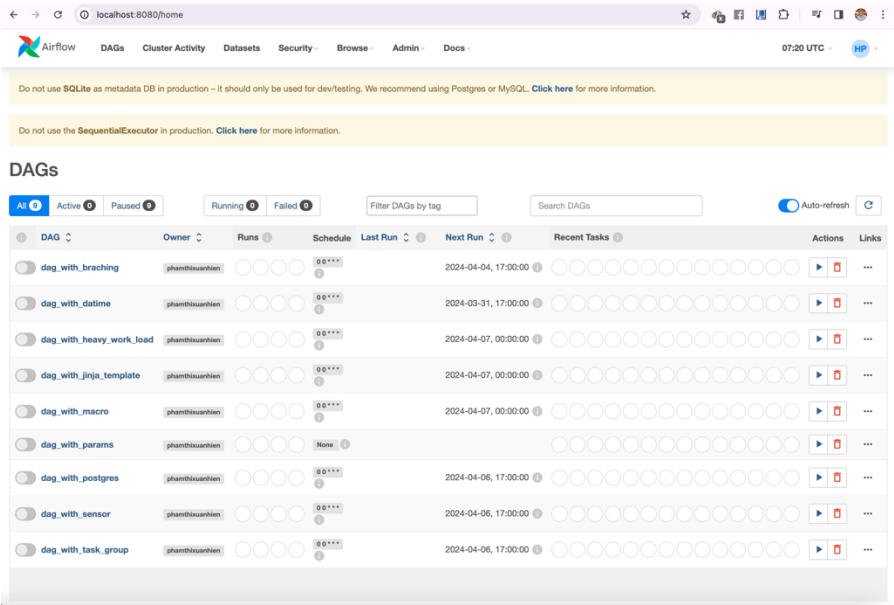 localhost:8080/home
Airflow DAGs Cluster Activity Datasets Security Browse Admin Docs 07:20 UTC HP
Do not use SQLite as metadata DB in production – it should only be used for dev/testing. We recommend using Postgres or MySQL. Click here for more information.
Do not use the SequentialExecutor in production. Click here for more information.
DAGs
All 9 Active 0 Paused 9 Running 0 Failed 0 Filter DAGs by tag Search DAGs Auto-refresh
DAG Owner Runs Schedule Last Run Next Run Recent Tasks Actions Links
dag_with_braching phamthixuanhien 0 0 * * * 2024-04-04, 17:00:00
dag_with_datime phamthixuanhien 0 0 * * * 2024-03-31, 17:00:00
dag_with_heavy_work_load phamthixuanhien 0 0 * * * 2024-04-07, 00:00:00
dag_with_jinja_template phamthixuanhien 0 0 * * * 2024-04-07, 00:00:00
dag_with_macro phamthixuanhien 0 0 * * * 2024-04-07, 00:00:00
dag_with_params phamthixuanhien None
dag_with_postgres phamthixuanhien 0 0 * * * 2024-04-06, 17:00:00
dag_with_sensor phamthixuanhien 0 0 * * * 2024-04-06, 17:00:00
dag_with_task_group phamthixuanhien 0 0 * * * 2024-04-06, 17:00:00